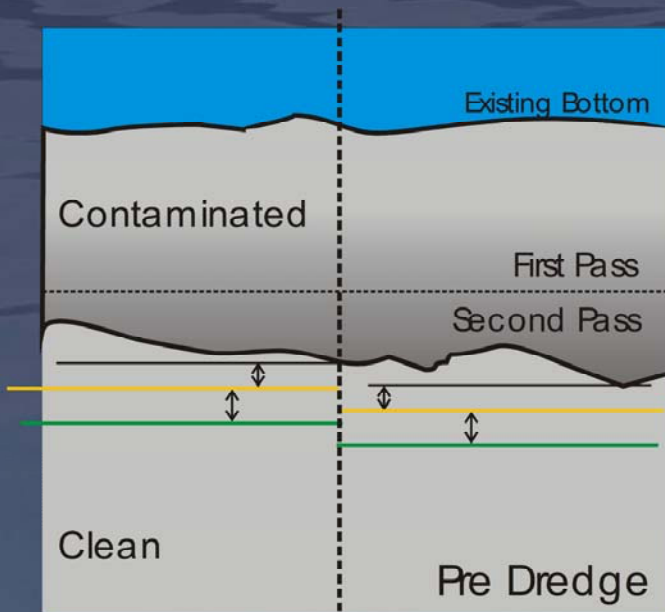 Existing Bottom
Contaminated
First Pass
Second Pass
Clean
Pre Dredge